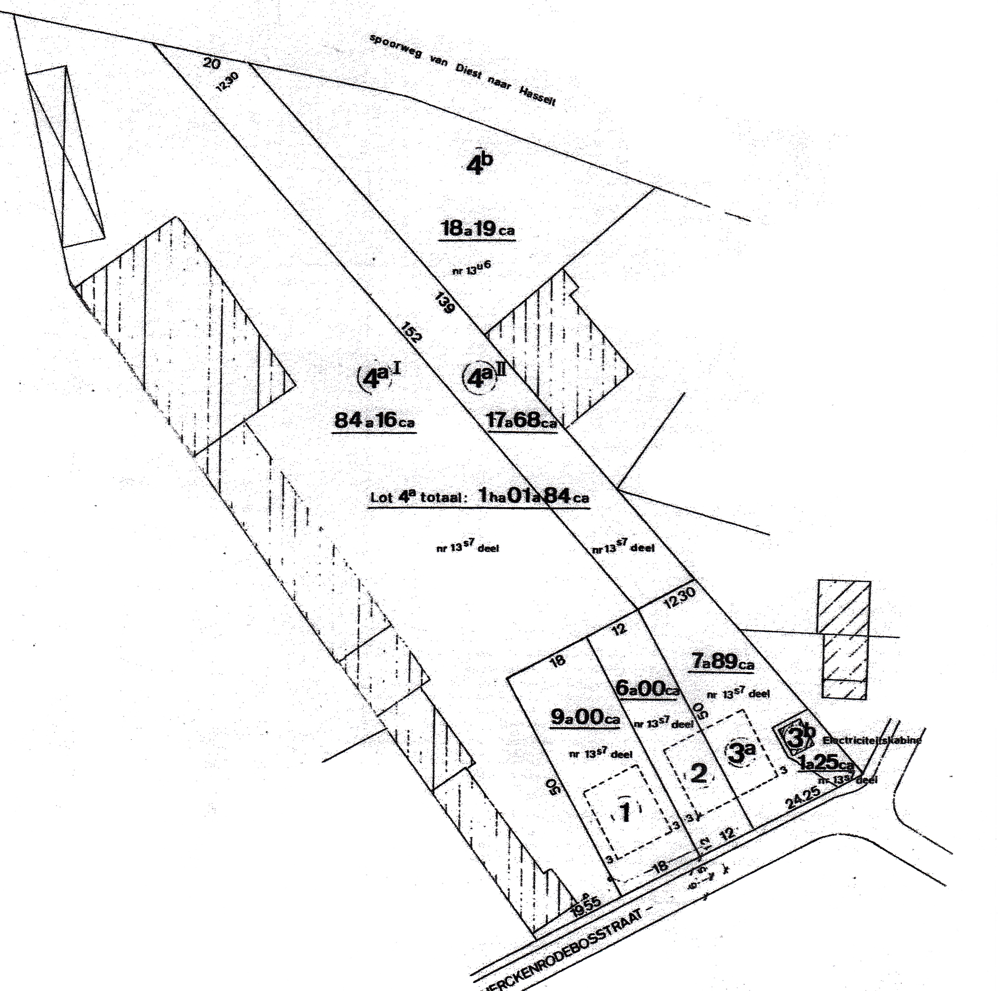 spoorweg van Diest naar Hasselt
20
12.30
4b
18a19ca
nr 13u6
139
152
4a I
4a II
84a16ca
17a68ca
Lot 4a totaal: 1ha01a84ca
nr 13s7 deel
nr 13s7 deel
12.30
12
18
7a89ca
nr 13s7 deel
6a00ca
nr 13s7 deel
50
9a00ca
nr 13s7 deel
50
3b
Electriciteitskabine
1a25ca
nr 13s7 deel
3a
2
1
3
3
3
3
24.25
12
12
18
19.55
ERCKENRODEBOSSTRAAT